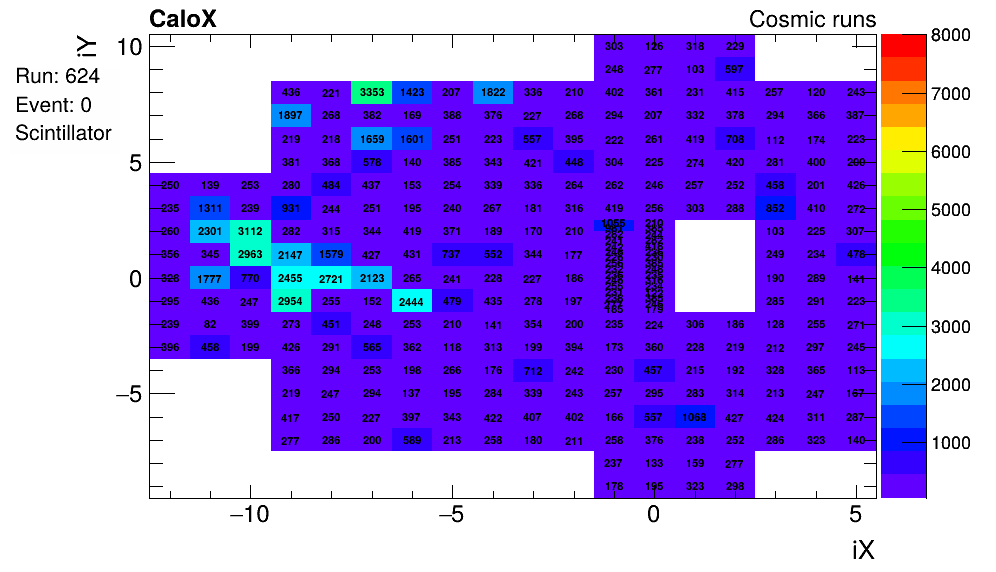 CaloX Cosmic runs
iY
Run: 624
Event: 0
Scintillator
10
5
0
−5
−10 −5 0 5
iX
8000
7000
6000
5000
4000
3000
2000
1000
303 126 318 229
248 277 103 597
436 221 3353 1423 207 1822 336 210 402 361 231 415 257 120 243
1897 268 382 169 388 376 227 268 294 207 332 378 294 366 387
219 218 1659 1601 251 223 557 395 222 261 419 708 112 174 223
381 368 576 140 385 343 421 448 304 225 274 420 281 400
250 139 253 280 484 437 153 254 339 336 264 262 246 257 252 458 201 426
235 1311 239 931 244 251 195 240 267 181 316 419 256 303 288 852 410 272
260 2301 3112 282 315 344 419 371 189 170 210 103 225 307
356 345 2963 2147 1579 427 431 737 552 344 177 249 234 476
1777 770 2455 2721 2123 265 241 228 227 186 190 269 141
295 436 247 2954 255 152 2444 479 435 278 197 285 291 223
239 82 399 273 451 248 253 210 141 354 200 235 224 306 186 128 255 271
396 458 199 426 291 565 362 118 313 199 394 173 360 228 219 212 297 245
366 294 253 198 266 176 712 242 230 457 215 192 328 365 113
219 247 294 137 195 284 339 243 257 295 283 314 213 247 167
417 250 227 397 343 422 407 402 166 557 1068 427 424 311 287
277 286 200 589 213 258 180 211 258 376 238 252 286 323 140
237 133 159 277
178 195 323 298